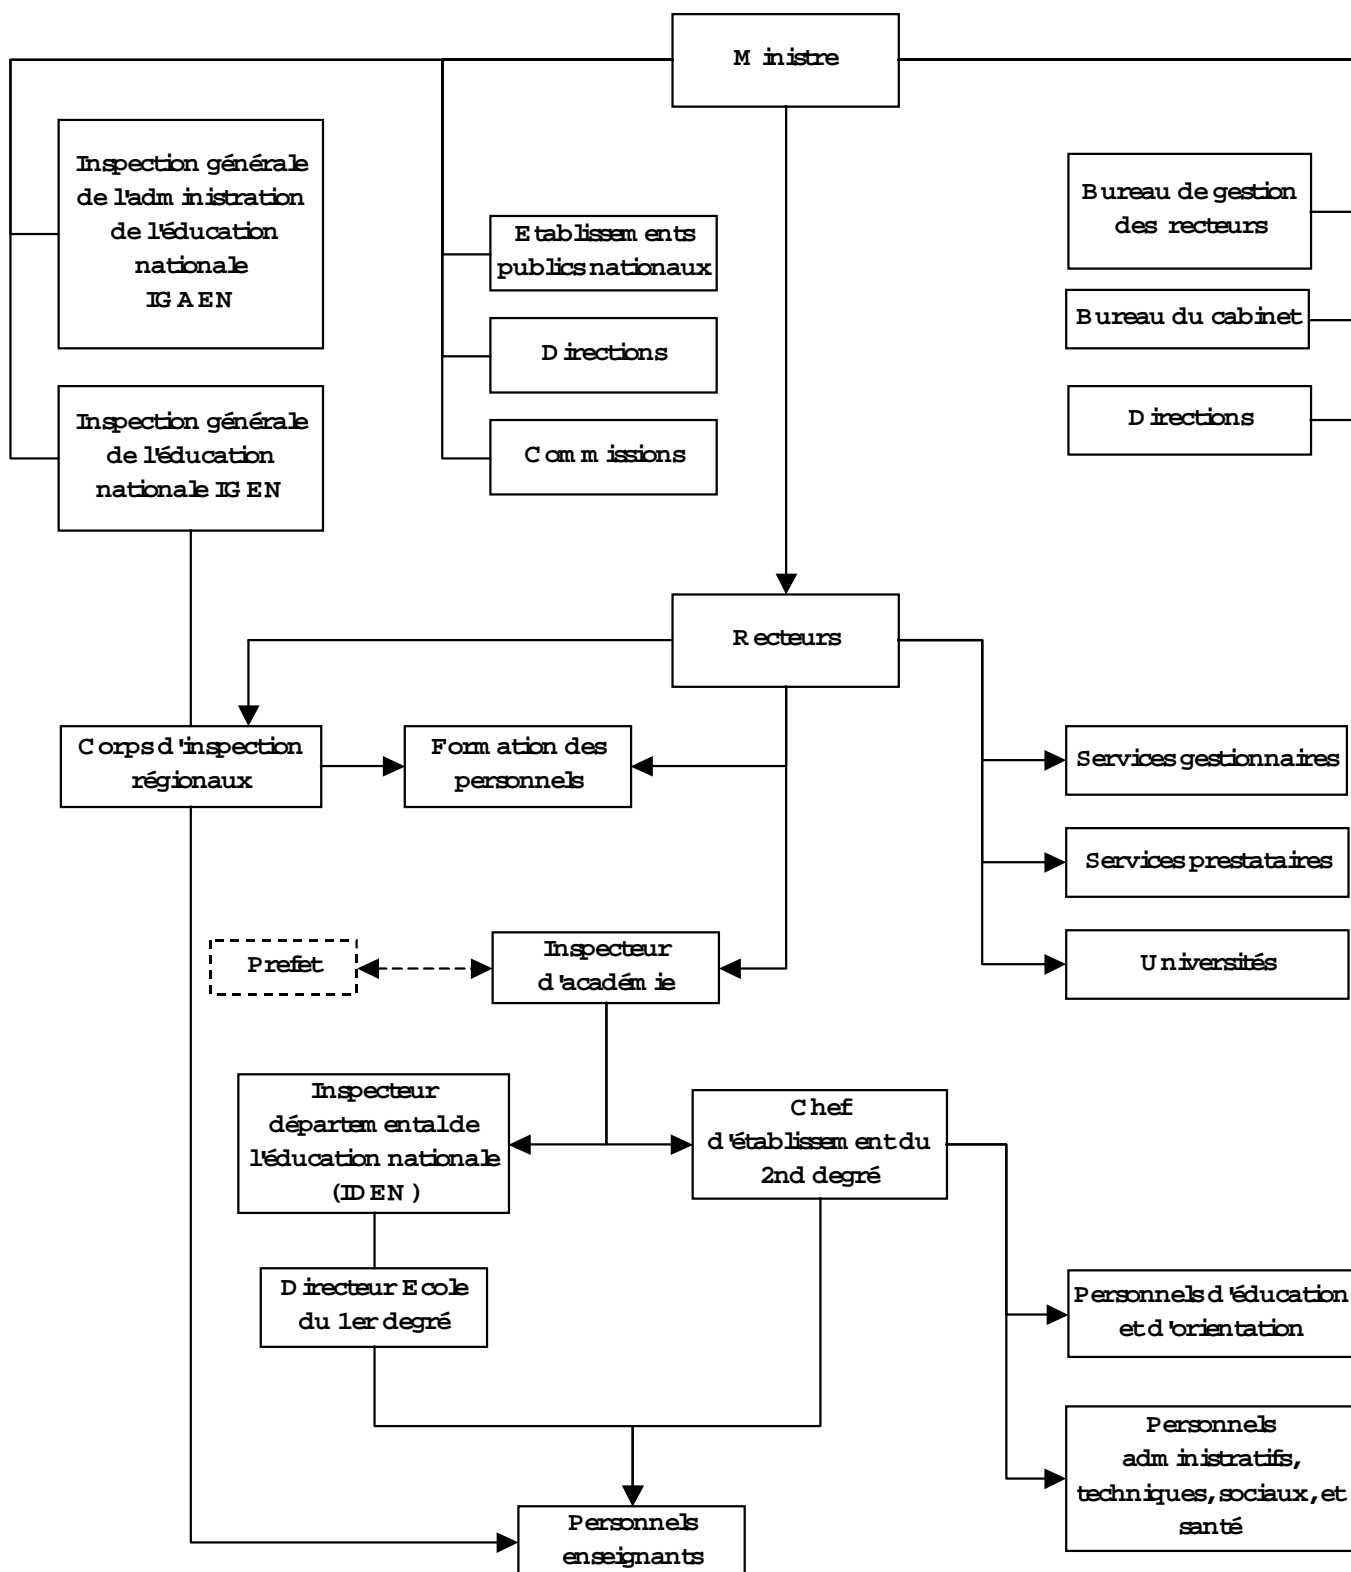 Ministre
Inspection générale
de l'administration
de l'éducation
nationale
IGAEN
Bureau de gestion
des recteurs
Etablissements
publics nationaux
Bureau du cabinet
Directions
Directions
Inspection générale
de l'éducation
nationale IGEN
Commissions
Recteurs
Corps d'inspection
régionaux
Formation des
personnels
Services gestionnaires
Services prestataires
Prefet
Inspecteur
d'académie
Universités
Inspecteur
départemental de
l'éducation nationale
(IDEN)
Chef
d'établissement du
2nd degré
Directeur Ecole
du 1er degré
Personnels d'éducation
et d'orientation
Personnels
administratifs,
techniques, sociaux, et
santé
Personnels
enseignants